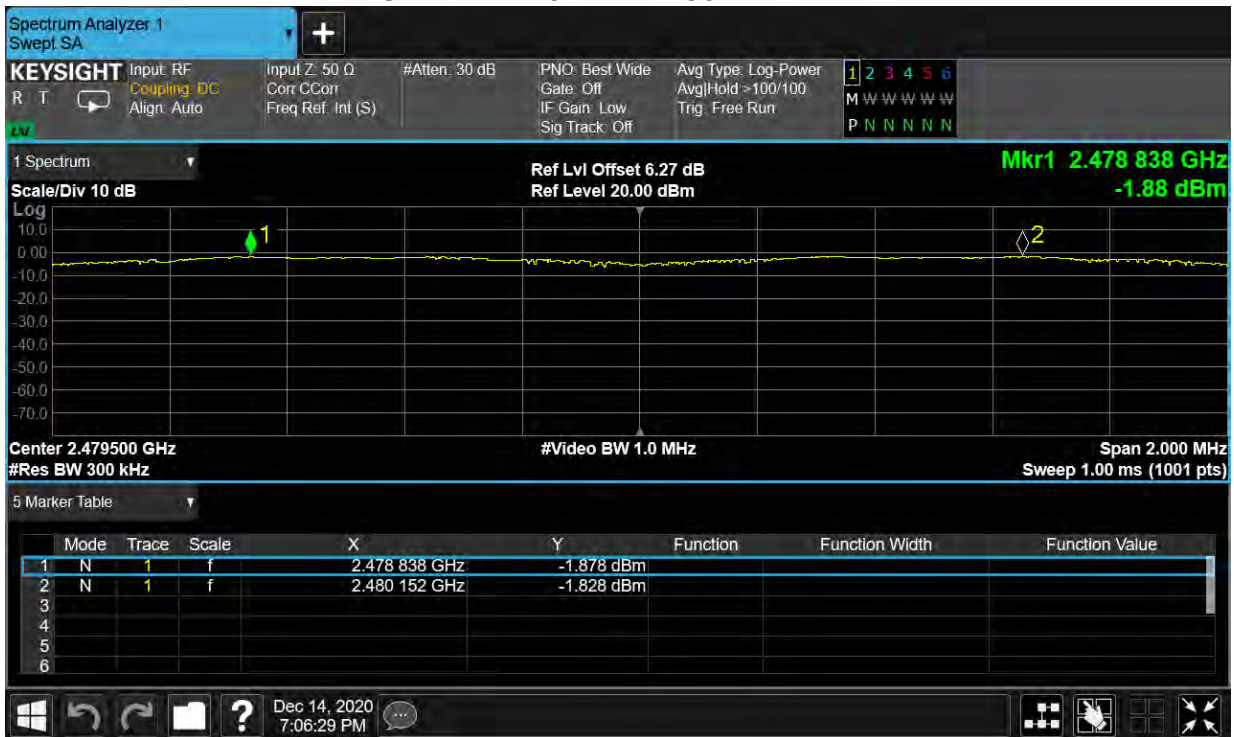 Spectrum Analyzer 1
Swept SA
+
KEYSIGHT
R T
Input: RF
Coupling: DC
Align: Auto
Input Z: 50 Ω
Corr CCorr
Freq Ref: Int (S)
#Atten: 30 dB
PNO: Best Wide
Gate: Off
IF Gain: Low
Sig Track: Off
Avg Type: Log-Power
Avg|Hold >100/100
Trig: Free Run
1 2 3 4 5 6
M W W W W W W
P N N N N N N
1 Spectrum
Scale/Div 10 dB
Ref Lvl Offset 6.27 dB
Ref Level 20.00 dBm
Mkr1 2.478 838 GHz
-1.88 dBm
Log
10.0
0.00
-10.0
-20.0
-30.0
-40.0
-50.0
-60.0
-70.0
1
2
Center 2.479500 GHz
#Video BW 1.0 MHz
Span 2.000 MHz
#Res BW 300 kHz
Sweep 1.00 ms (1001 pts)
5 Marker Table
Mode Trace Scale X Y Function Function Width Function Value
1 N 1 f 2.478 838 GHz -1.878 dBm
2 N 1 f 2.480 152 GHz -1.828 dBm
3
4
5
6
?
Dec 14, 2020
7:06:29 PM